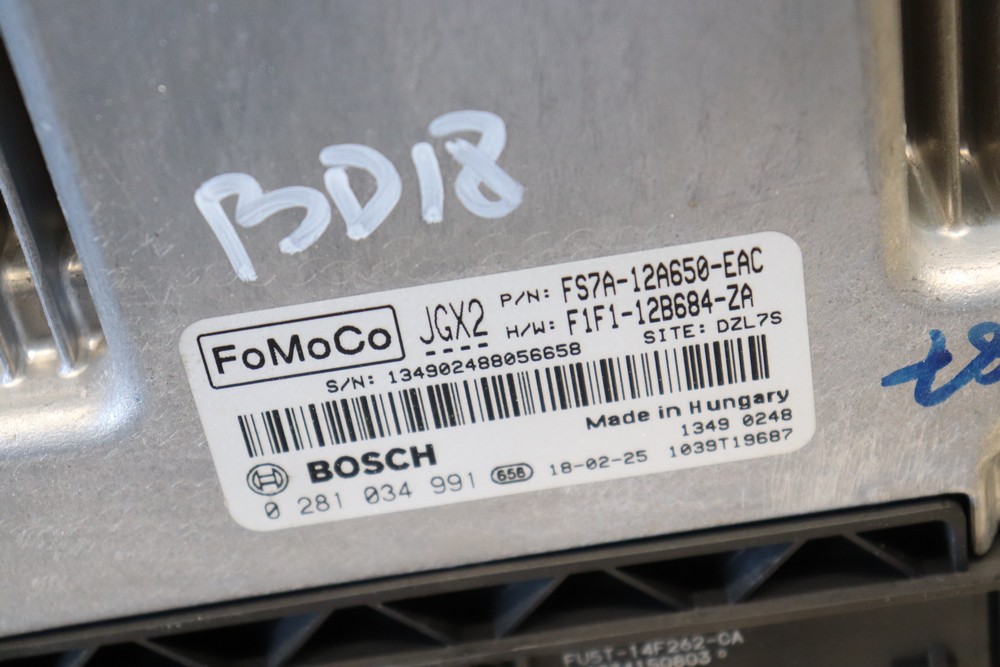 BD18
FoMoCo
JGX2
P/N: FS7A-12A650-EAC
H/W: F1F1-12B684-ZA
SITE: DZL7S
S/N: 134902488056658
Made in Hungary
1349 0248
BOSCH
0 281 034 991 658 18-02-25 1039T19687
FU5T-14F262-CA